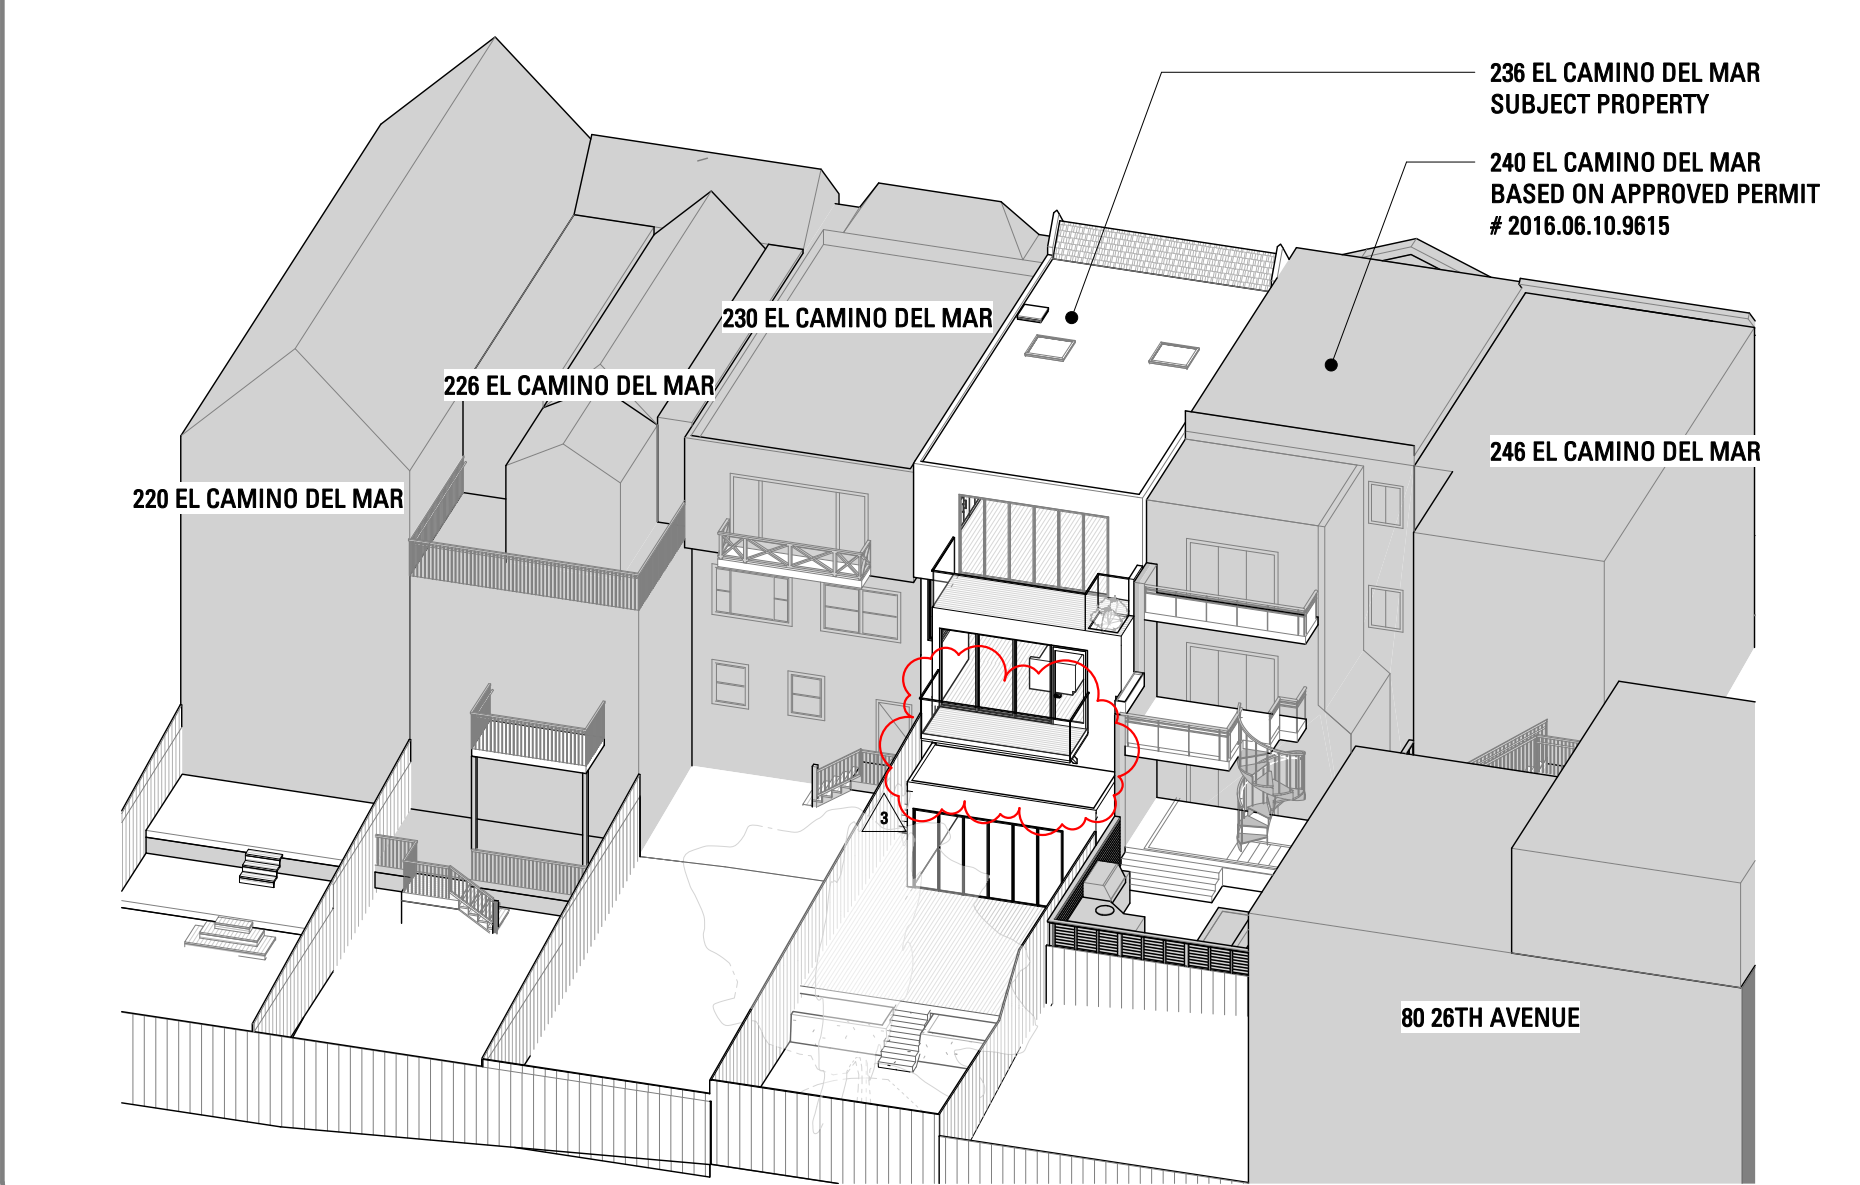 236 EL CAMINO DEL MAR
SUBJECT PROPERTY
240 EL CAMINO DEL MAR
BASED ON APPROVED PERMIT
# 2016.06.10.9615
230 EL CAMINO DEL MAR
226 EL CAMINO DEL MAR
246 EL CAMINO DEL MAR
220 EL CAMINO DEL MAR
3
80 26TH AVENUE